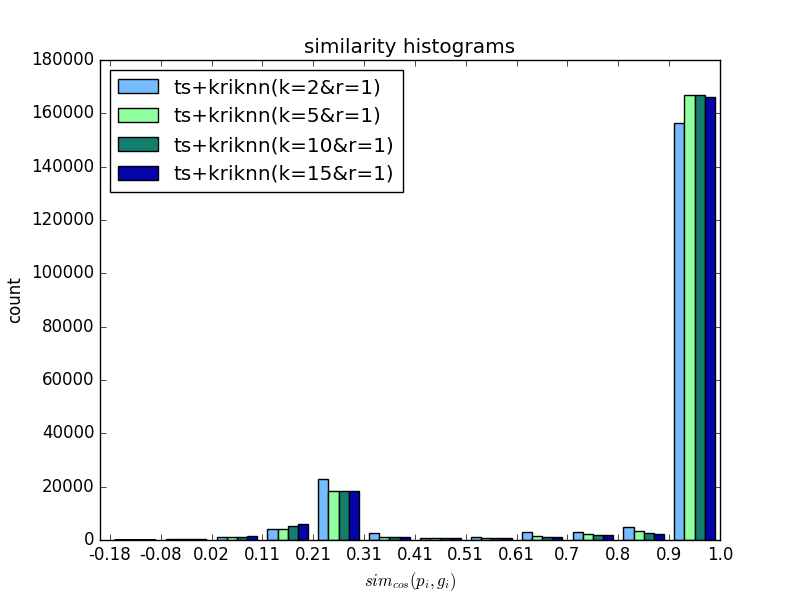 similarity histograms
180000
160000
140000
120000
100000
80000
60000
40000
20000
0
count
ts+kriknn(k=2&r=1)
ts+kriknn(k=5&r=1)
ts+kriknn(k=10&r=1)
ts+kriknn(k=15&r=1)
-0.18 -0.08 0.02 0.11 0.21 0.31 0.41 0.51 0.61 0.7 0.8 0.9 1.0
sim_cos(p_i, g_i)